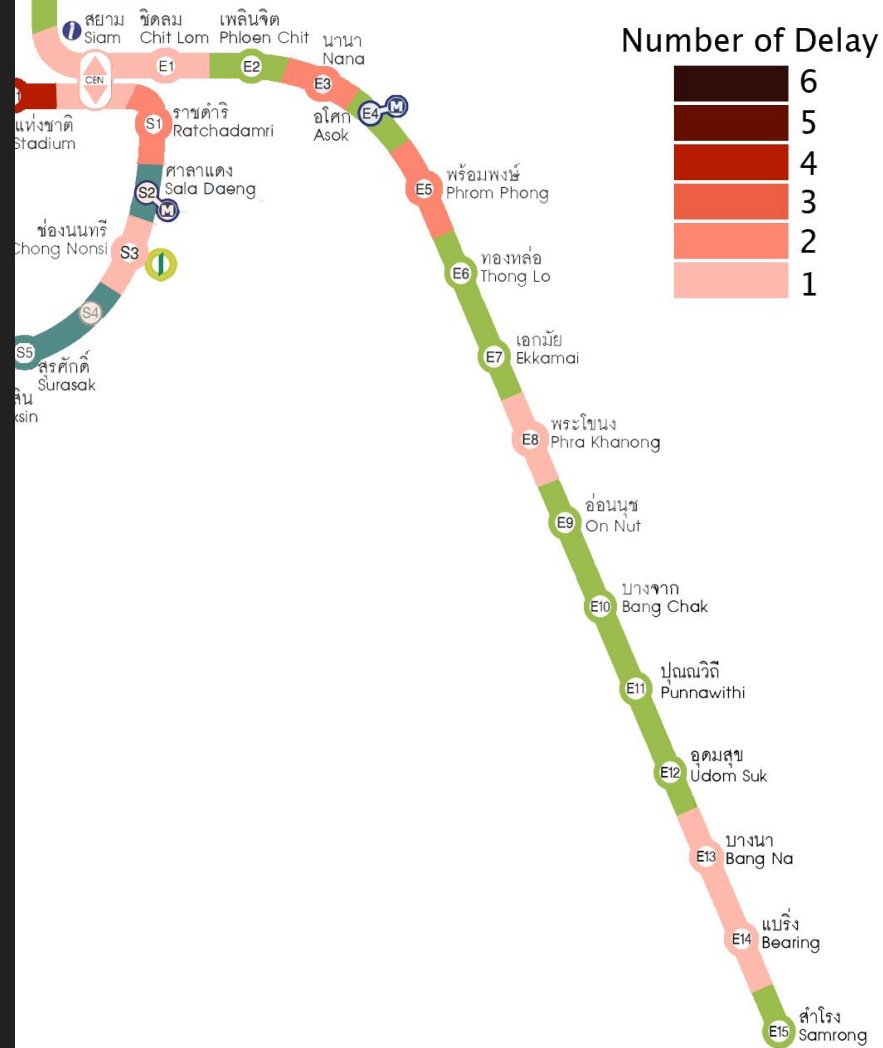 สยาม
Siam
ชิดลม
Chit Lom
เพลินจิต
Phloen Chit
นานา
Nana
Number of Delay
6
5
4
3
2
1
CEN
E1
E2
E3
E4
M
อโศก
Asok
แห่งชาติ
Stadium
S1
ราชดำริ
Ratchadamri
S2
M
ศาลาแดง
Sala Daeng
E5
พร้อมพงษ์
Phrom Phong
ช่องนนทรี
Chong Nonsi
S3
E6
ทองหล่อ
Thong Lo
S4
S5
สุรศักดิ์
Surasak
E7
เอกมัย
Ekkamai
E8
พระโขนง
Phra Khanong
E9
อ่อนนุช
On Nut
E10
บางจาก
Bang Chak
E11
ปุณณวิถี
Punnawithi
E12
อุดมสุข
Udom Suk
E13
บางนา
Bang Na
E14
แบริ่ง
Bearing
E15
สำโรง
Samrong